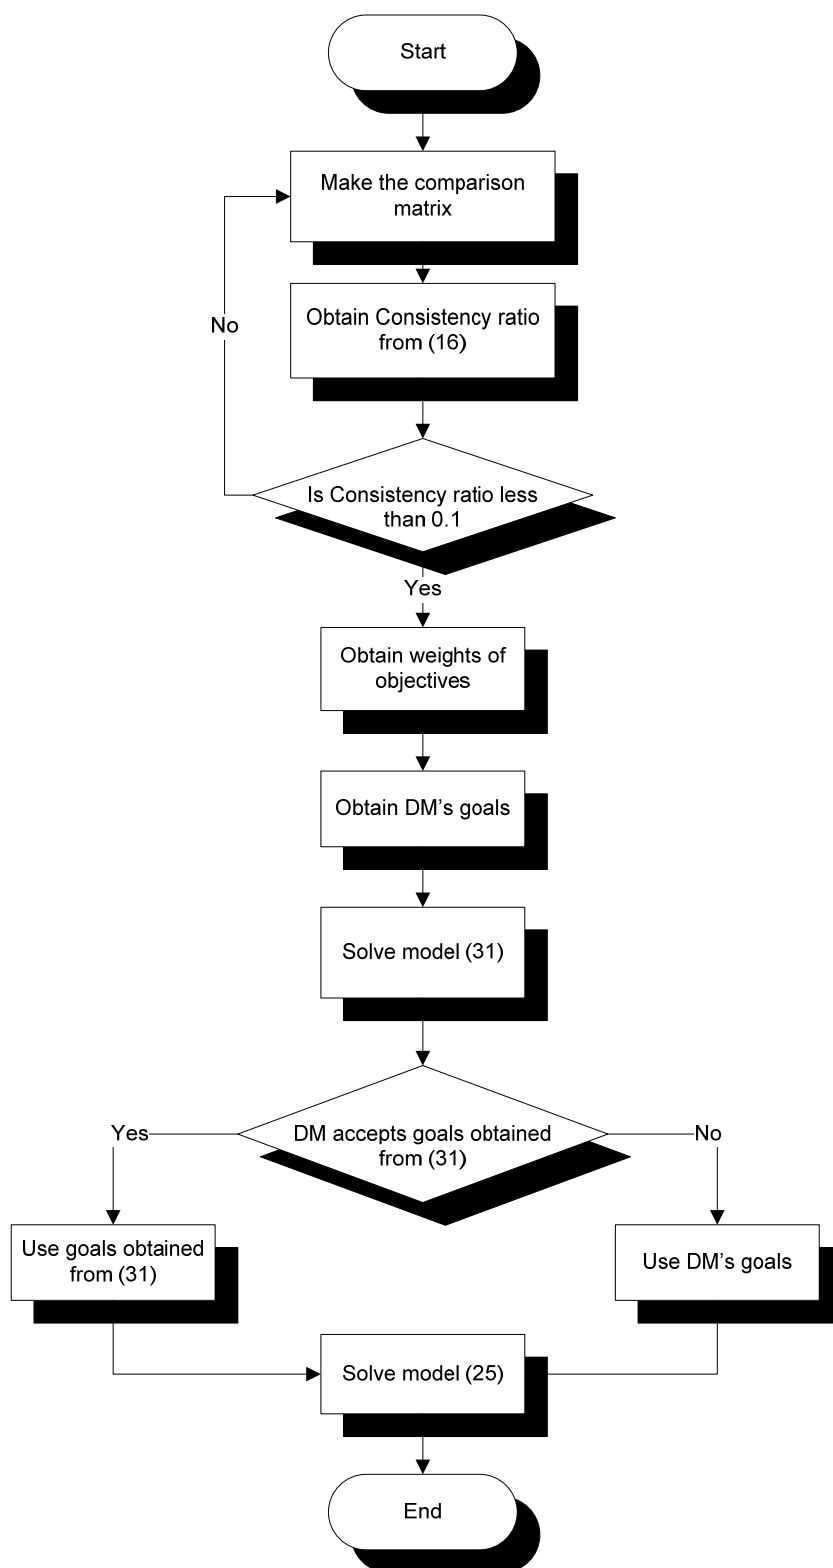 Start
Make the comparison
matrix
No
Obtain Consistency ratio
from (16)
Is Consistency ratio less
than 0.1
Yes
Obtain weights of
objectives
Obtain DM’s goals
Solve model (31)
Yes
DM accepts goals obtained
from (31)
No
Use goals obtained
from (31)
Use DM’s goals
Solve model (25)
End